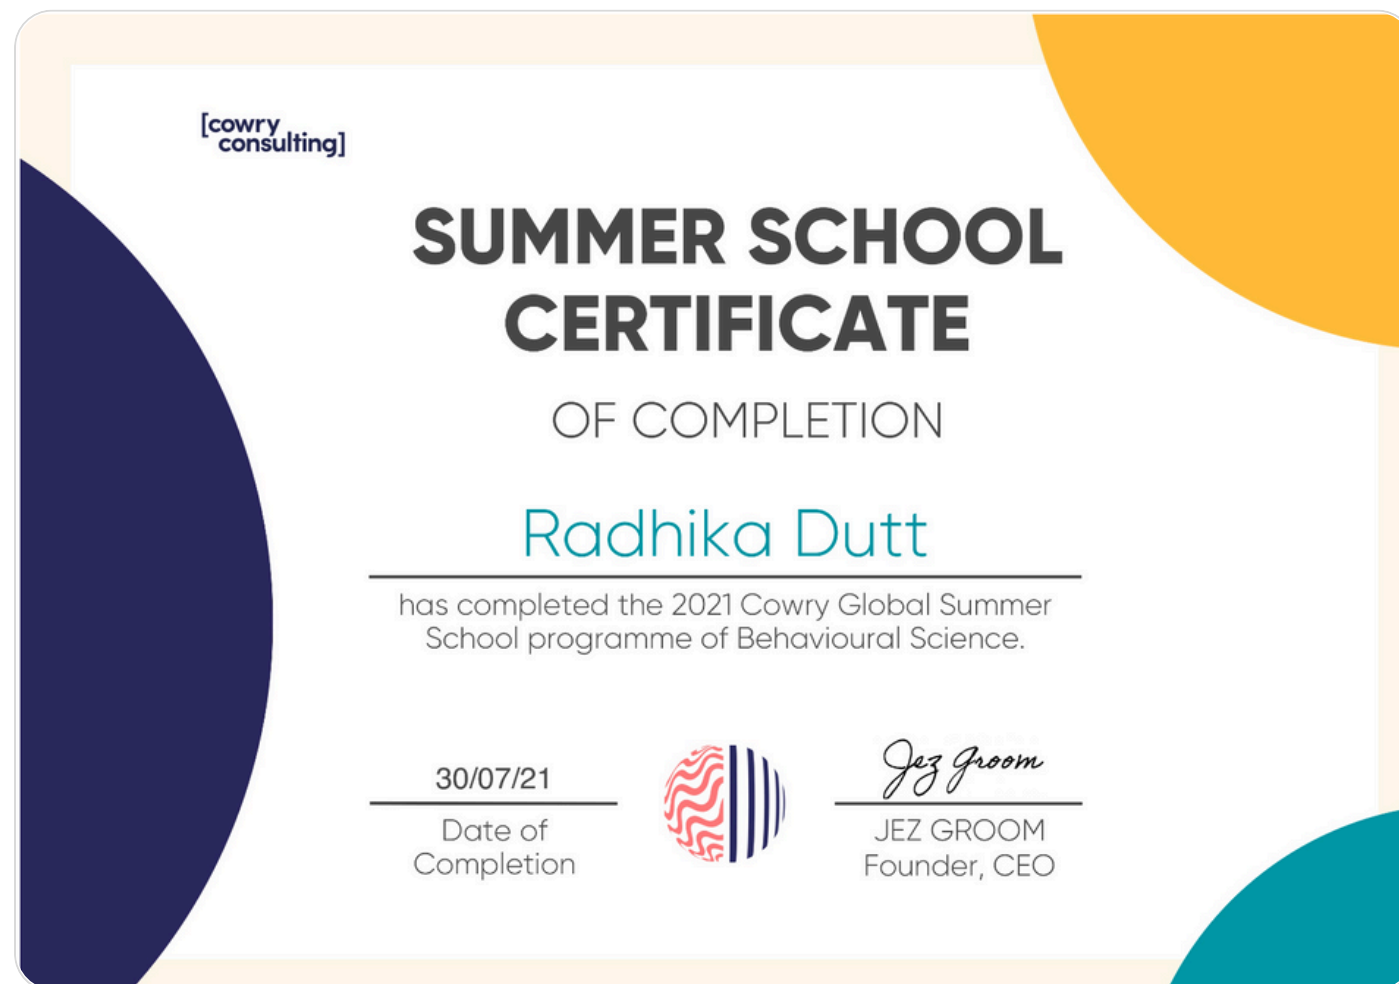 [cowry
consulting]
SUMMER SCHOOL
CERTIFICATE
OF COMPLETION
Radhika Dutt
has completed the 2021 Cowry Global Summer
School programme of Behavioural Science.
30/07/21
Date of
Completion
Jez Groom
JEZ GROOM
Founder, CEO